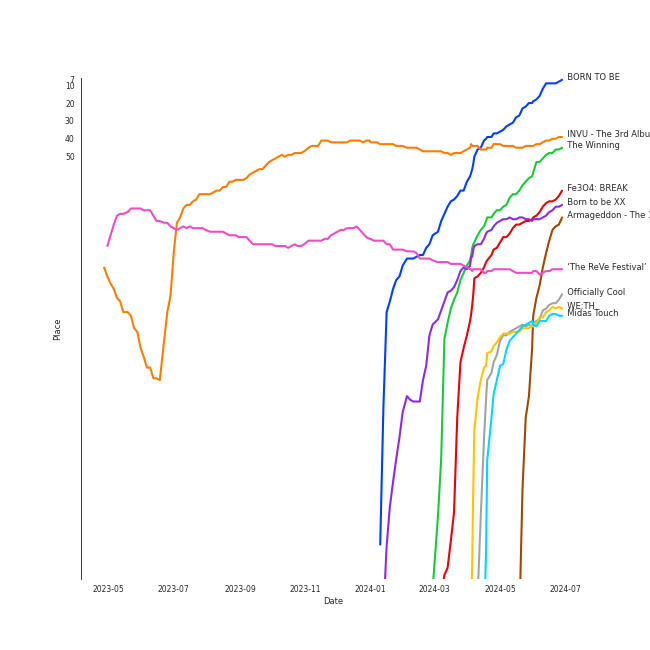 7
10
20
30
40
50
Place
BORN TO BE
INVU - The 3rd Albu
The Winning
Fe3O4: BREAK
Born to be XX
Armageddon - The
'The ReVe Festival'
Officially Cool
WE:TH
Midas Touch
2023-05
2023-07
2023-09
2023-11
2024-01
2024-03
2024-05
2024-07
Date